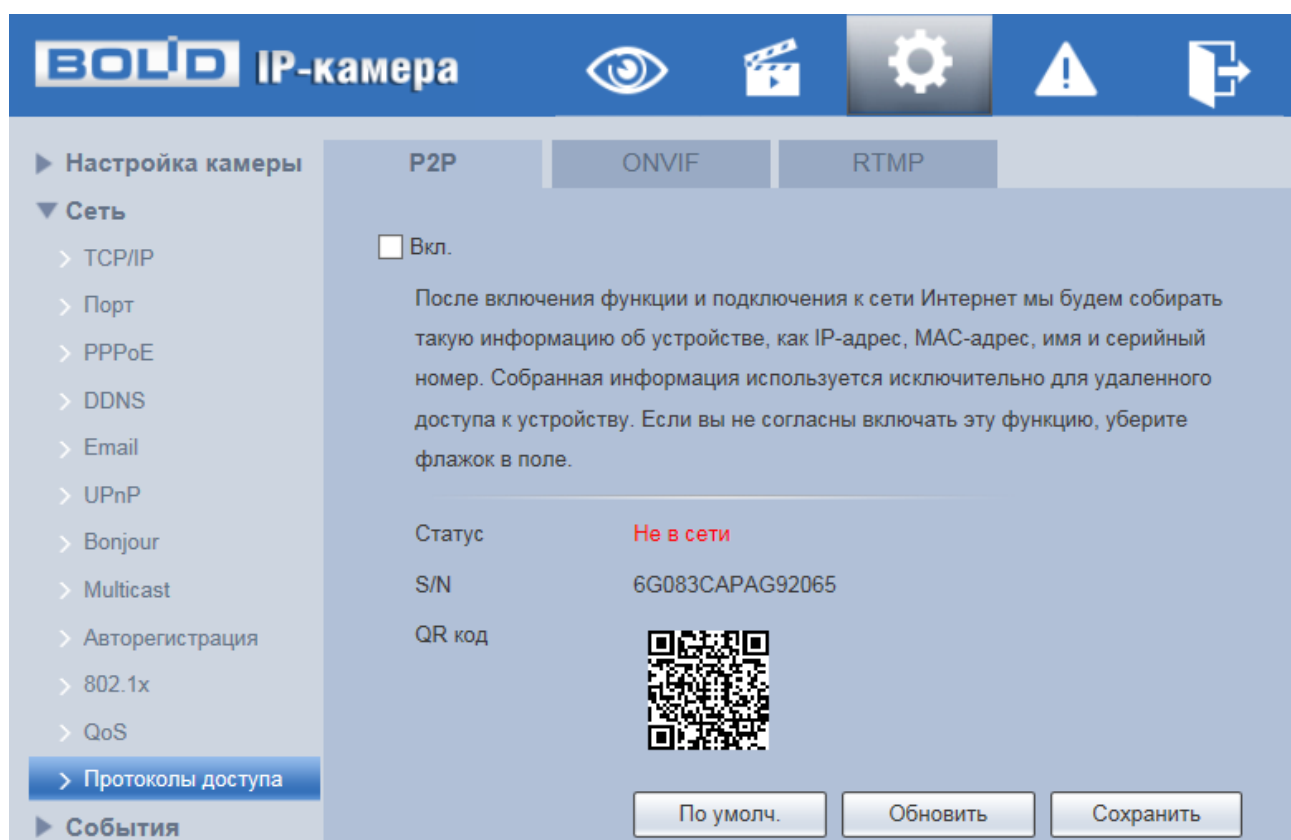 BOLID IP-камера
Настройка камеры
Сеть
TCP/IP
Порт
PPPoE
DDNS
Email
UPnP
Bonjour
Multicast
Авторегистрация
802.1x
QoS
Протоколы доступа
События
P2P ONVIF RTMP
Вкл.
После включения функции и подключения к сети Интернет мы будем собирать
такую информацию об устройстве, как IP-адрес, MAC-адрес, имя и серийный
номер. Собранная информация используется исключительно для удаленного
доступа к устройству. Если вы не согласны включать эту функцию, уберите
флажок в поле.
Статус Не в сети
S/N 6G083CAPAG92065
QR код
По умолч. Обновить Сохранить